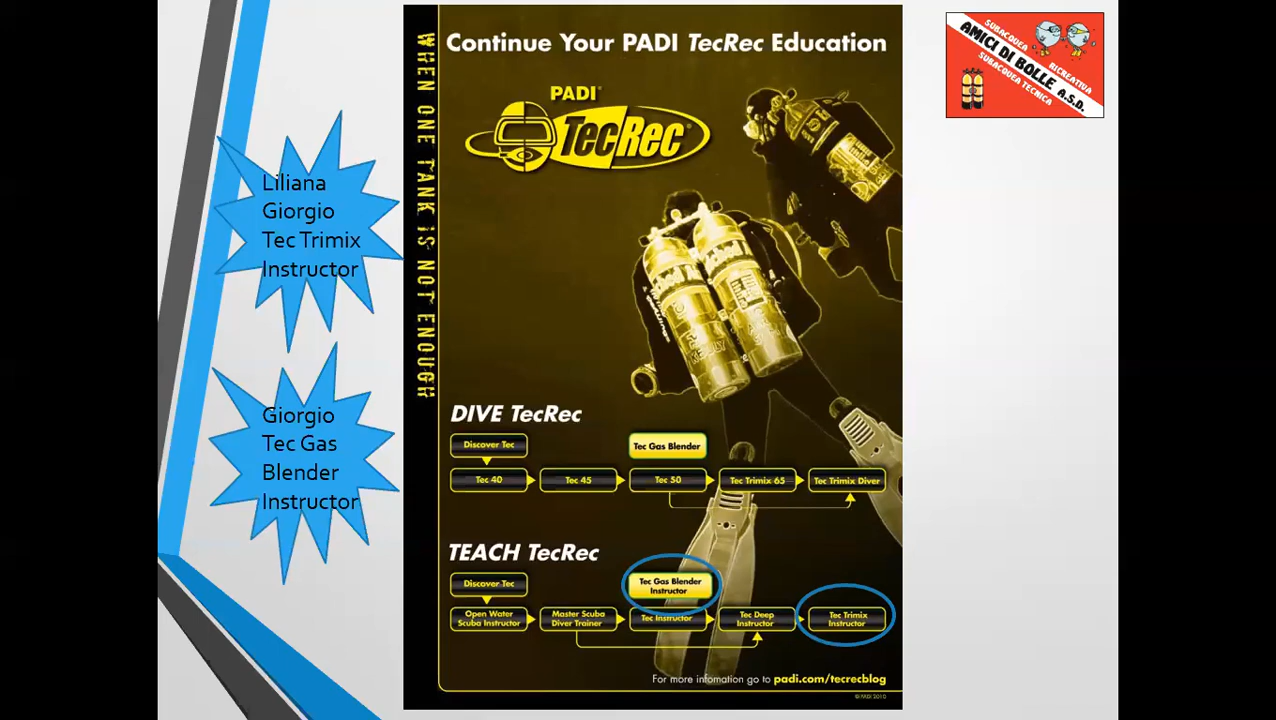 Liliana
Giorgio
Tec Trimix
Instructor
Giorgio
Tec Gas
Blender
Instructor
WHEN ONE TANK IS NOT ENOUGH
Continue Your PADI TecRec Education
PADI
TecRec
DIVE TecRec
Discover Tec
Tec Gas Blender
Tec 40
Tec 45
Tec 50
Tec Trimix 65
Tec Trimix Diver
TEACH TecRec
Discover Tec
Tec Gas Blender
Instructor
Open Water
Scuba Instructor
Master Scuba
Diver Trainer
Tec Instructor
Tec Deep
Instructor
Tec Trimix
Instructor
For more infomation go to padi.com/tecrecblog
© PADI 2010
SUBACQUEA
RICREATIVA
AMICI DI BOLLE A.S.D.
SUBACQUEA TECNICA